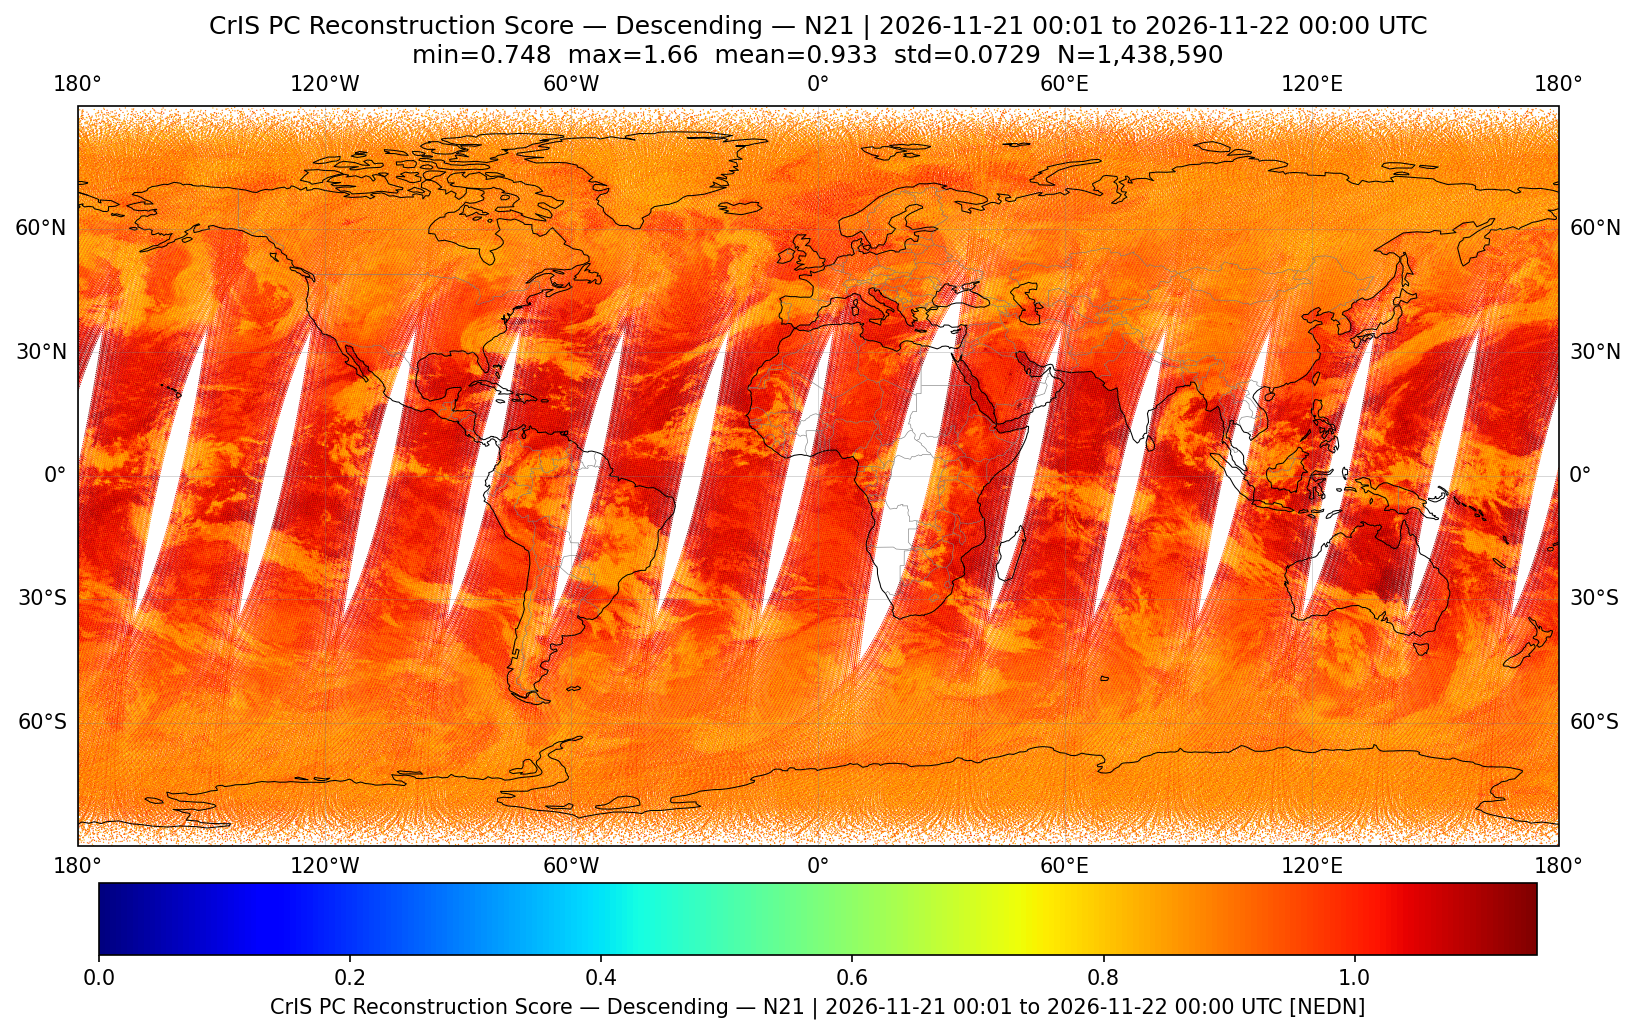 CrIS PC Reconstruction Score — Descending — N21 | 2026-11-21 00:01 to 2026-11-22 00:00 UTC
min=0.748 max=1.66 mean=0.933 std=0.0729 N=1,438,590
180° 120°W 60°W 0° 60°E 120°E 180°
60°N 60°N
30°N 30°N
0° 0°
30°S 30°S
60°S 60°S
180° 120°W 60°W 0° 60°E 120°E 180°
0.0 0.2 0.4 0.6 0.8 1.0
CrIS PC Reconstruction Score — Descending — N21 | 2026-11-21 00:01 to 2026-11-22 00:00 UTC [NEDN]